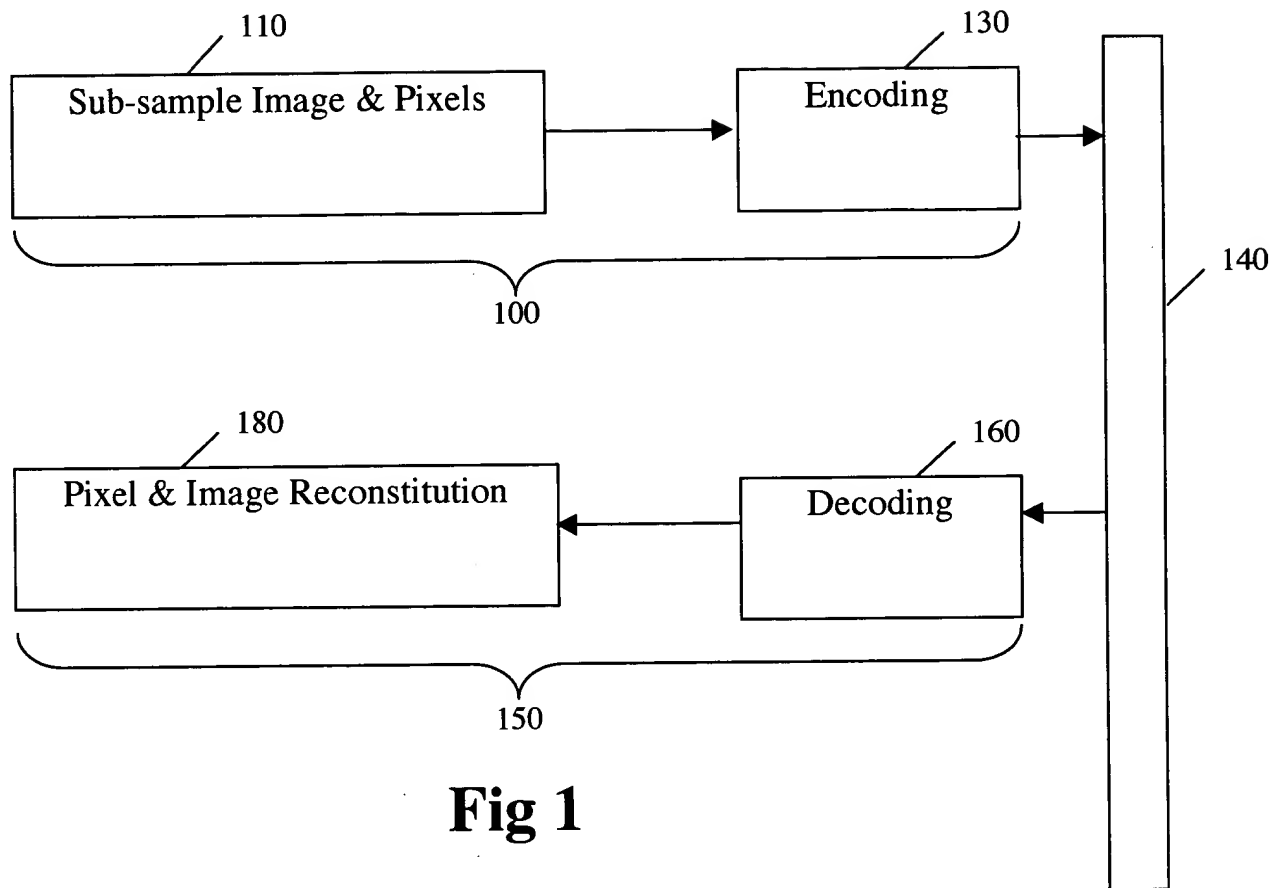 110
130
Sub-sample Image & Pixels
Encoding
140
100
180
160
Pixel & Image Reconstitution
Decoding
150
Fig 1